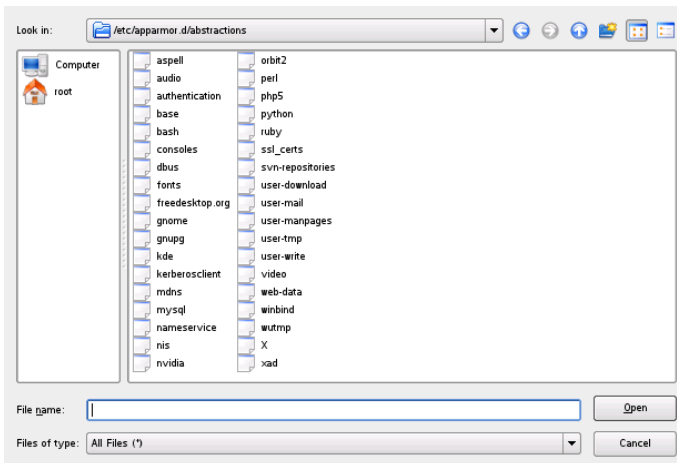 Look in: /etc/apparmor.d/abstractions
Computer
root
aspell
audio
authentication
base
bash
consoles
dbus
fonts
freedesktop.org
gnome
gnupg
kde
kerberosclient
mdns
mysql
nameservice
nis
nvidia
orbit2
perl
php5
python
ruby
ssl_certs
svn-repositories
user-download
user-mail
user-manpages
user-tmp
user-write
video
web-data
winbind
wutmp
X
xad
File name: Open
Files of type: All Files (*) Cancel